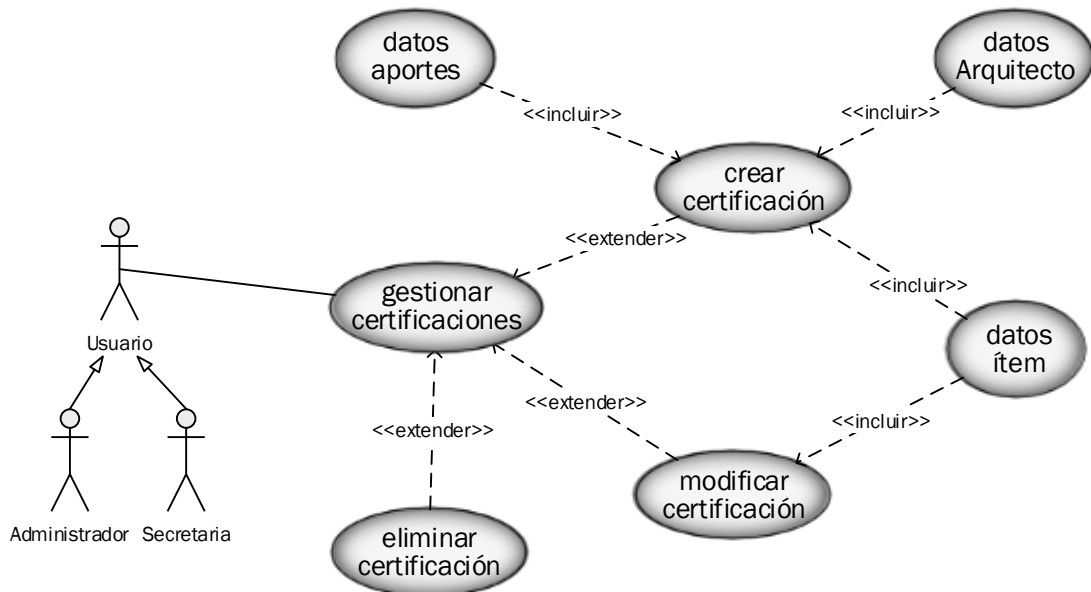 datos
aportes
datos
Arquitecto
<<incluir>>
<<incluir>>
crear
certificación
<<extender>>
gestionar
certificaciones
<<incluir>>
Usuario
datos
ítem
<<extender>>
<<incluir>>
<<extender>>
modificar
certificación
Administrador
Secretaria
eliminar
certificación